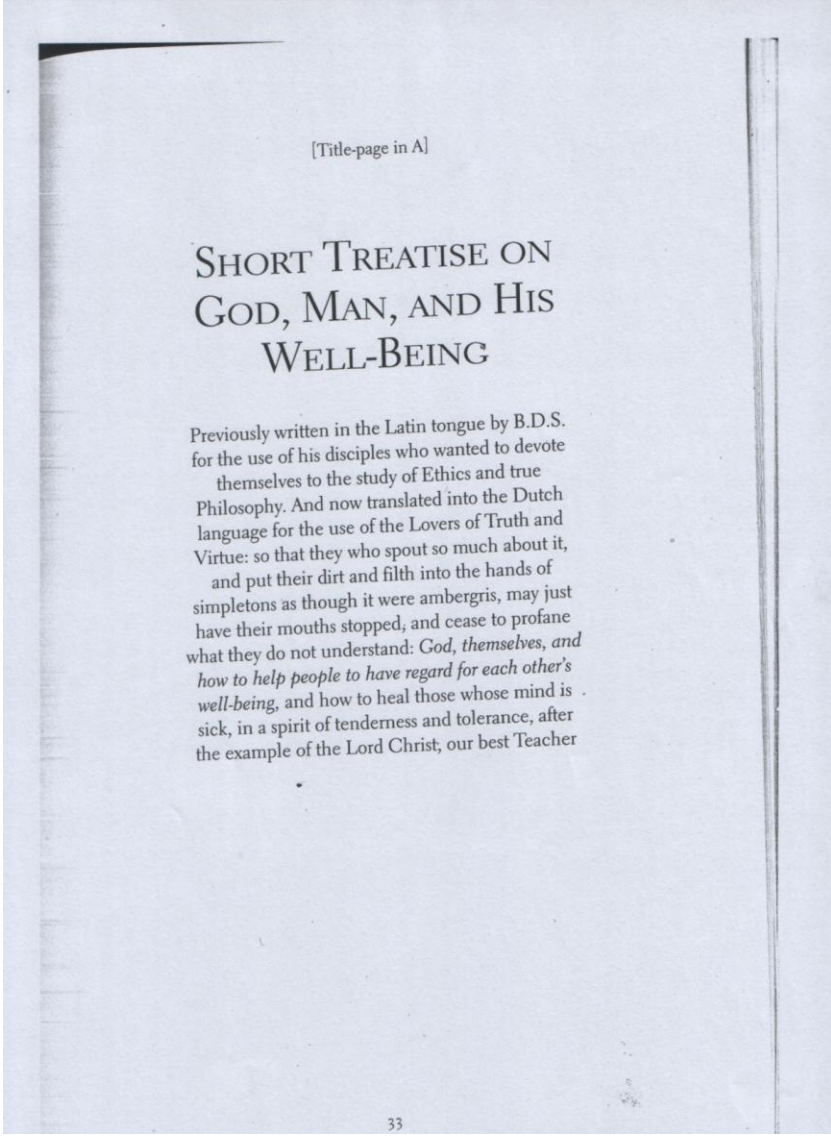 [Title-page in A]
SHORT TREATISE ON
GOD, MAN, AND HIS
WELL-BEING
Previously written in the Latin tongue by B.D.S.
for the use of his disciples who wanted to devote
themselves to the study of Ethics and true
Philosophy. And now translated into the Dutch
language for the use of the Lovers of Truth and
Virtue: so that they who spout so much about it,
and put their dirt and filth into the hands of
simpletons as though it were ambergris, may just
have their mouths stopped, and cease to profane
what they do not understand: God, themselves, and
how to help people to have regard for each other's
well-being, and how to heal those whose mind is
sick, in a spirit of tenderness and tolerance, after
the example of the Lord Christ, our best Teacher
33